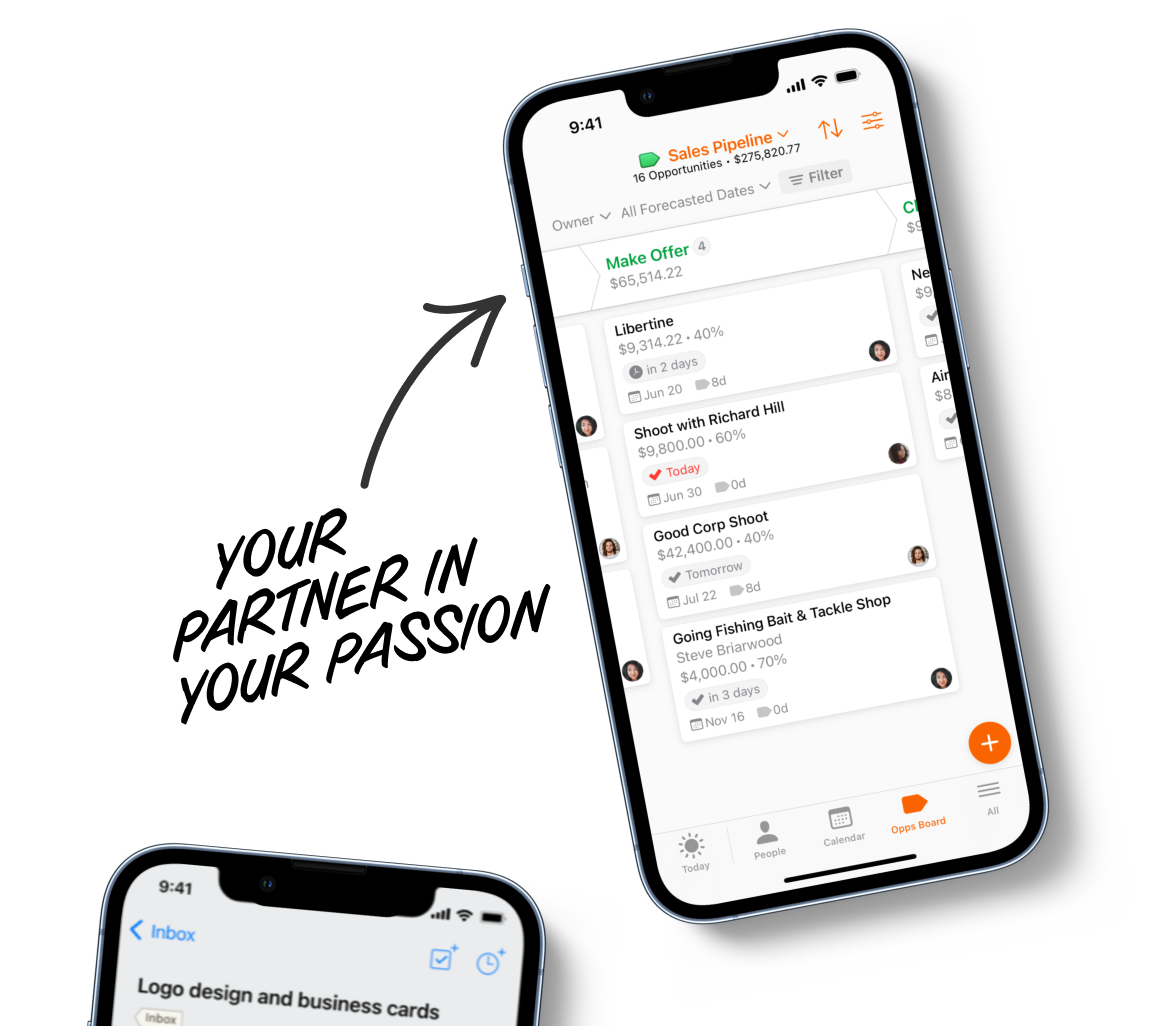 9:41
Sales Pipeline
16 Opportunities • $275,820.77
Owner All Forecasted Dates Filter
Make Offer 4
$65,514.22
Libertine
$9,314.22 • 40%
in 2 days
Jun 20 8d
Shoot with Richard Hill
$9,800.00 • 60%
Today
Jun 30 0d
Good Corp Shoot
$42,400.00 • 40%
Tomorrow
Jul 22 8d
Going Fishing Bait & Tackle Shop
Steve Briarwood
$4,000.00 • 70%
in 3 days
Nov 16 0d
Today People Calendar Opps Board All
YOUR
PARTNER IN
YOUR PASSION
9:41
Inbox
Logo design and business cards
Inbox